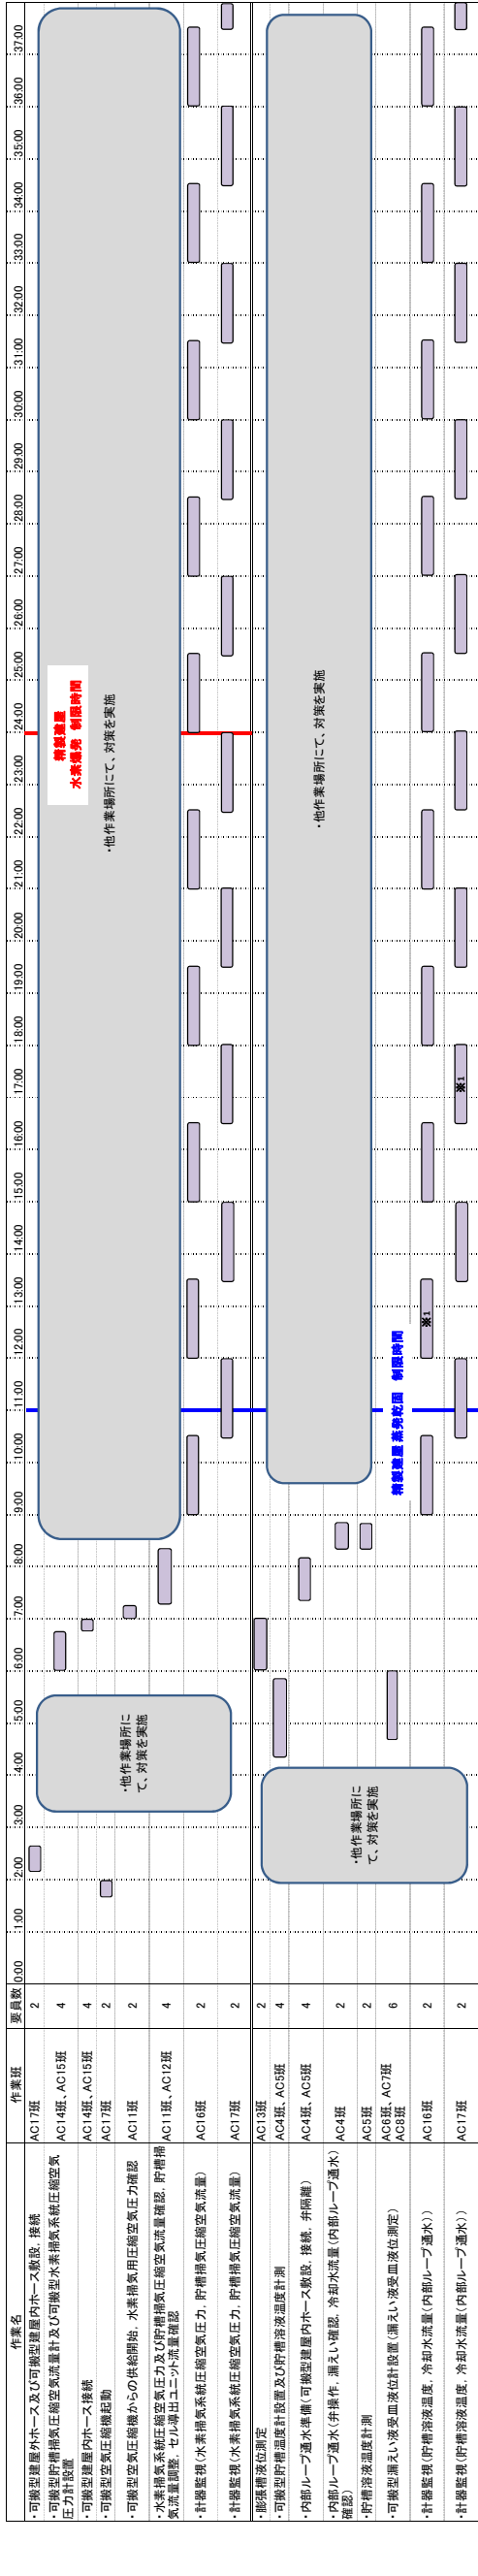 作業名 作業班 要員数 0:00 1:00 2:00 3:00 4:00 5:00 6:00 7:00 8:00 9:00 10:00 11:00 12:00 13:00 14:00 15:00 16:00 17:00 18:00 19:00 20:00 21:00 22:00 23:00 24:00 25:00 26:00 27:00 28:00 29:00 30:00 31:00 32:00 33:00 34:00 35:00 36:00 37:00
・可搬型建屋外ホース及び可搬型建屋内ホース敷設，接続 AC17班 2
・可搬型貯槽掃気圧縮空気流量計及び可搬型水素掃気系統圧縮空気
圧力計設置 AC14班、AC15班 4
・可搬型建屋内ホース接続 AC14班、AC15班 4
・可搬型空気圧縮機起動 AC17班 2
・可搬型空気圧縮機からの供給開始，水素掃気用圧縮空気圧力確認 AC11班 2
・水素掃気系統圧縮空気圧力及び貯槽掃気圧縮空気流量確認，貯槽掃
気流量調整，セル導出ユニット流量確認 AC11班、AC12班 4
・計器監視（水素掃気系統圧縮空気圧力，貯槽掃気圧縮空気流量） AC16班 2
・計器監視（水素掃気系統圧縮空気圧力，貯槽掃気圧縮空気流量） AC17班 2
・他作業場所に
て、対策を実施
・他作業場所にて、対策を実施
精製建屋
水素爆発 制限時間
・膨張槽液位測定 AC13班 2
・可搬型貯槽温度計設置及び貯槽溶液温度計測 AC4班、AC5班 4
・内部ループ通水準備（可搬型建屋内ホース敷設，接続，弁隔離） AC4班、AC5班 4
・内部ループ通水（弁操作，漏えい確認，冷却水流量（内部ループ通水）
確認） AC4班 2
・貯槽溶液温度計測 AC5班 2
・可搬型漏えい液受皿液位計設置（漏えい液受皿液位測定） AC6班、AC7班
AC8班 6
・計器監視（貯槽溶液温度，冷却水流量（内部ループ通水）） AC16班 2
・計器監視（貯槽溶液温度，冷却水流量（内部ループ通水）） AC17班 2
・他作業場所に
て、対策を実施
・他作業場所にて、対策を実施
精製建屋 蒸発乾固 制限時間
※1
※1